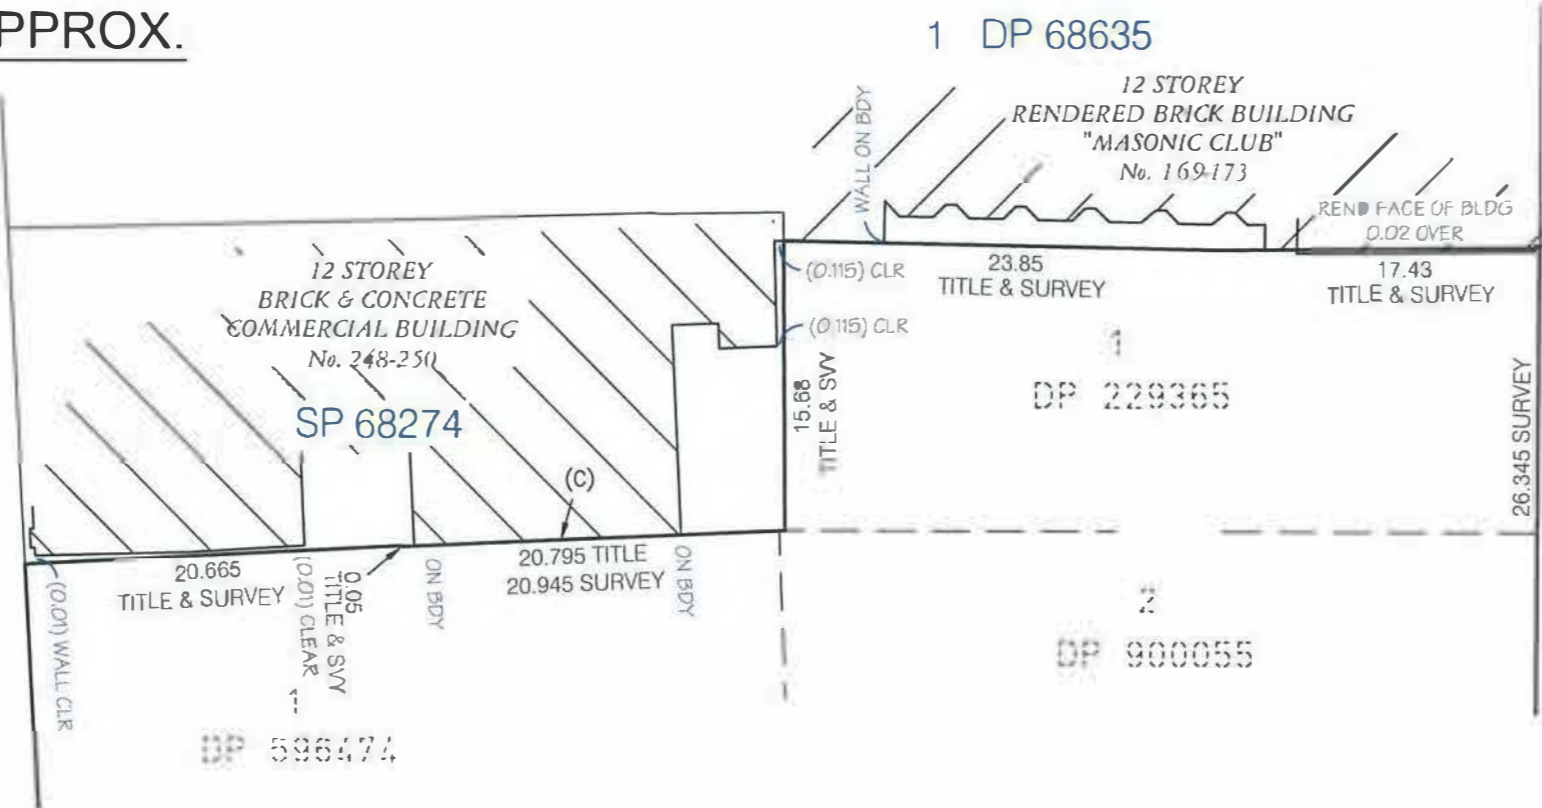 PPROX.
1 DP 68635
12 STOREY
RENDERED BRICK BUILDING
"MASONIC CLUB"
No. 169-173
WALL ON BDY
REND FACE OF BLDG
0.02 OVER
12 STOREY
BRICK & CONCRETE
COMMERCIAL BUILDING
No. 248-250
SP 68274
(0.115) CLR
(0.115) CLR
23.85
TITLE & SURVEY
17.43
TITLE & SURVEY
15.68
TITLE & SVY
1
DP 229365
26.345 SURVEY
(C)
20.665
TITLE & SURVEY
20.795 TITLE
20.945 SURVEY
(0.01) WALL CLR
(0.01) CLEAR
0.05
TITLE & SVY
ON BDY
ON BDY
2
DP 900055
1
DP 596474